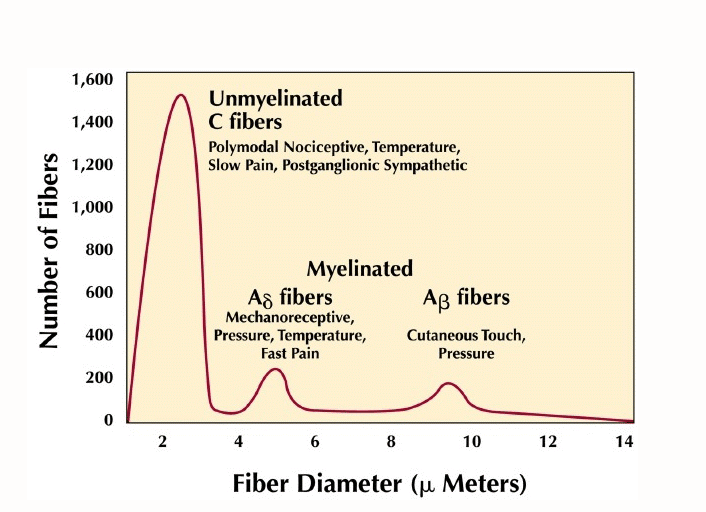 1,600
1,400
1,200
1,000
800
600
400
200
0
Number of Fibers
Unmyelinated
C fibers
Polymodal Nociceptive, Temperature,
Slow Pain, Postganglionic Sympathetic
Myelinated
Aδ fibers
Mechanoreceptive,
Pressure, Temperature,
Fast Pain
Aβ fibers
Cutaneous Touch,
Pressure
2 4 6 8 10 12 14
Fiber Diameter (μ Meters)